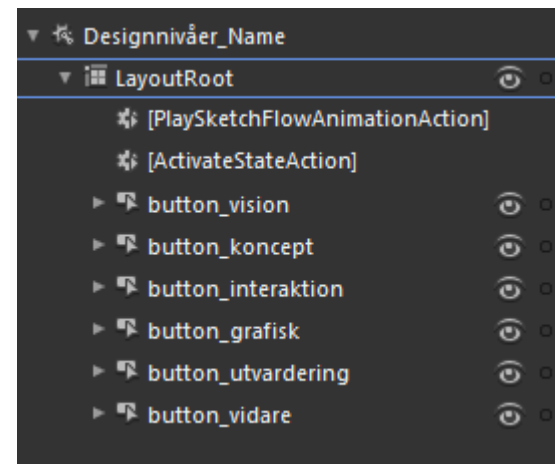 Designnivåer_Name
LayoutRoot
[PlaySketchFlowAnimationAction]
[ActivateStateAction]
button_vision
button_koncept
button_interaktion
button_grafisk
button_utvardering
button_vidare